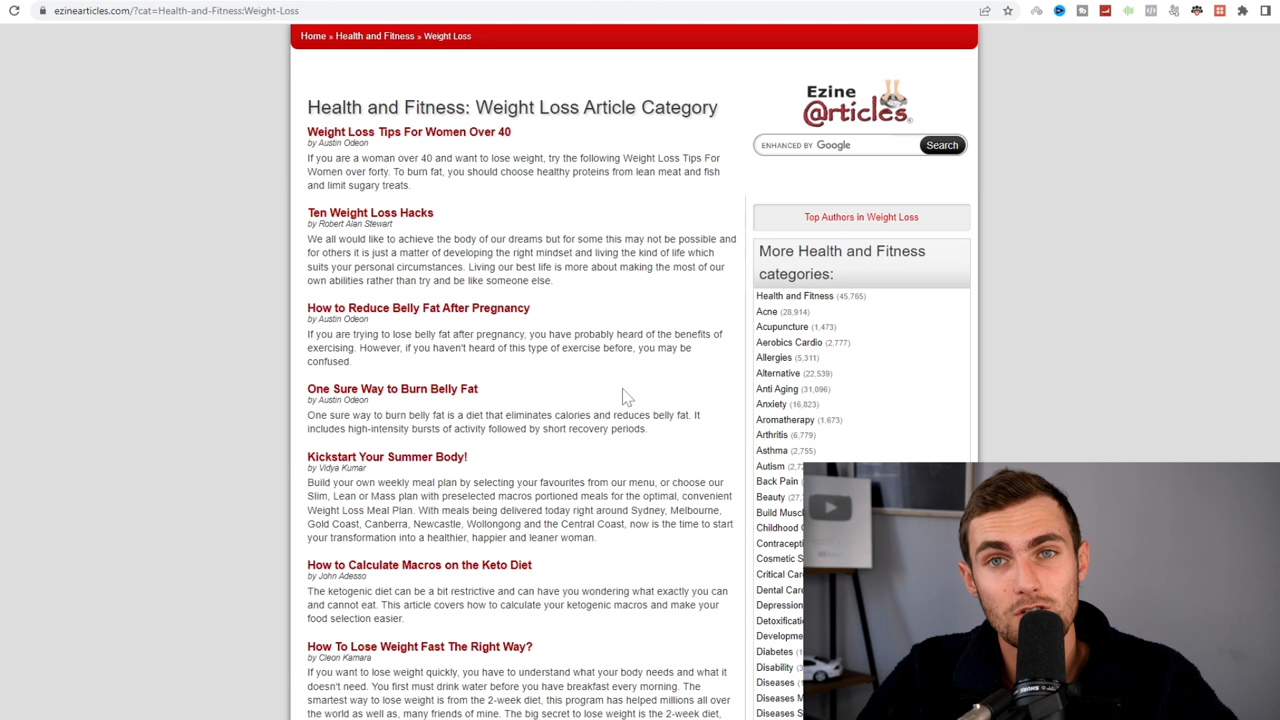 ezinearticles.com/?cat=Health-and-Fitness:Weight-Loss
Home » Health and Fitness » Weight Loss
Health and Fitness: Weight Loss Article Category
Weight Loss Tips For Women Over 40
by Austin Odeon
If you are a woman over 40 and want to lose weight, try the following Weight Loss Tips For
Women over forty. To burn fat, you should choose healthy proteins from lean meat and fish
and limit sugary treats.
Ten Weight Loss Hacks
by Robert Alan Stewart
We all would like to achieve the body of our dreams but for some this may not be possible and
for others it is just a matter of developing the right mindset and living the kind of life which
suits your personal circumstances. Living our best life is more about making the most of our
own abilities rather than try and be like someone else.
How to Reduce Belly Fat After Pregnancy
by Austin Odeon
If you are trying to lose belly fat after pregnancy, you have probably heard of the benefits of
exercising. However, if you haven't heard of this type of exercise before, you may be
confused.
One Sure Way to Burn Belly Fat
by Austin Odeon
One sure way to burn belly fat is a diet that eliminates calories and reduces belly fat. It
includes high-intensity bursts of activity followed by short recovery periods.
Kickstart Your Summer Body!
by Vidya Kumar
Build your own weekly meal plan by selecting your favourites from our menu, or choose our
Slim, Lean or Mass plan with preselected macros portioned meals for the optimal, convenient
Weight Loss Meal Plan. With meals being delivered today right around Sydney, Melbourne,
Gold Coast, Canberra, Newcastle, Wollongong and the Central Coast, now is the time to start
your transformation into a healthier, happier and leaner woman.
How to Calculate Macros on the Keto Diet
by John Adesso
The ketogenic diet can be a bit restrictive and can have you wondering what exactly you can
and cannot eat. This article covers how to calculate your ketogenic macros and make your
food selection easier.
How To Lose Weight Fast The Right Way?
by Cleon Kamara
If you want to lose weight quickly, you have to understand what your body needs and what it
doesn't need. You first must drink water before you have breakfast every morning. The
smartest way to lose weight is from the 2-week diet, this program has helped millions all over
the world as well as, many friends of mine. The big secret to lose weight is the 2-week diet,
Ezine
@rticles®
ENHANCED BY Google
Search
Top Authors in Weight Loss
More Health and Fitness
categories:
Health and Fitness (45,765)
Acne (28,914)
Acupuncture (1,473)
Aerobics Cardio (2,777)
Allergies (5,311)
Alternative (22,539)
Anti Aging (31,096)
Anxiety (16,823)
Aromatherapy (1,673)
Arthritis (6,779)
Asthma (2,755)
Autism (2,7
Back Pain
Beauty (27,
Build Musc
Childhood
Contracepti
Cosmetic S
Critical Car
Dental Care
Depression
Detoxificati
Developme
Diabetes
Disability
Diseases
Diseases M
Diseases S